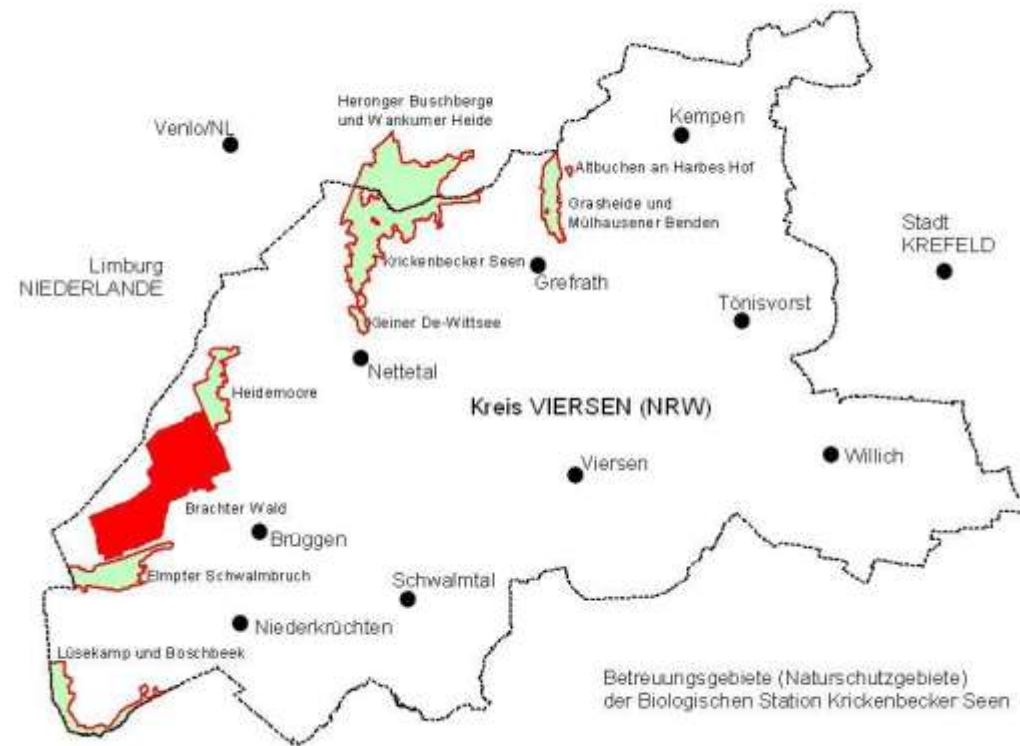 Heronger Buschberge
und Wankumer Heide
Venlo/NL
Kempen
Altbuchen an Harbes Hof
Grasheide und
Mülhausener Benden
Stadt
KREFELD
Limburg
NIEDERLANDE
Krickenbecker Seen
Grefrath
Tönisvorst
Kleiner De-Wittsee
Nettetal
Heidemoore
Kreis VIERSEN (NRW)
Viersen
Willich
Brachter Wald
Brüggen
Elmpter Schwalmbruch
Schwalmtal
Niederkrüchten
Lüsekamp und Boschbeek
Betreuungsgebiete (Naturschutzgebiete)
der Biologischen Station Krickenbecker Seen